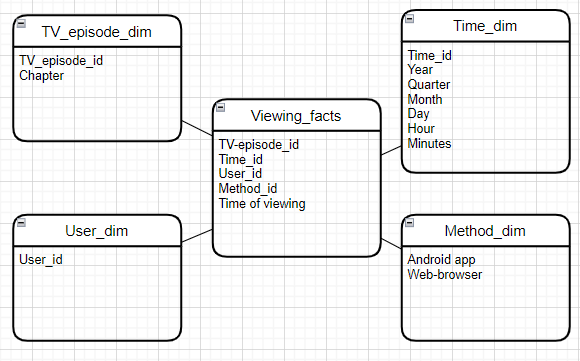 TV_episode_dim
TV_episode_id
Chapter
Time_dim
Time_id
Year
Quarter
Month
Day
Hour
Minutes
Viewing_facts
TV-episode_id
Time_id
User_id
Method_id
Time of viewing
User_dim
User_id
Method_dim
Android app
Web-browser